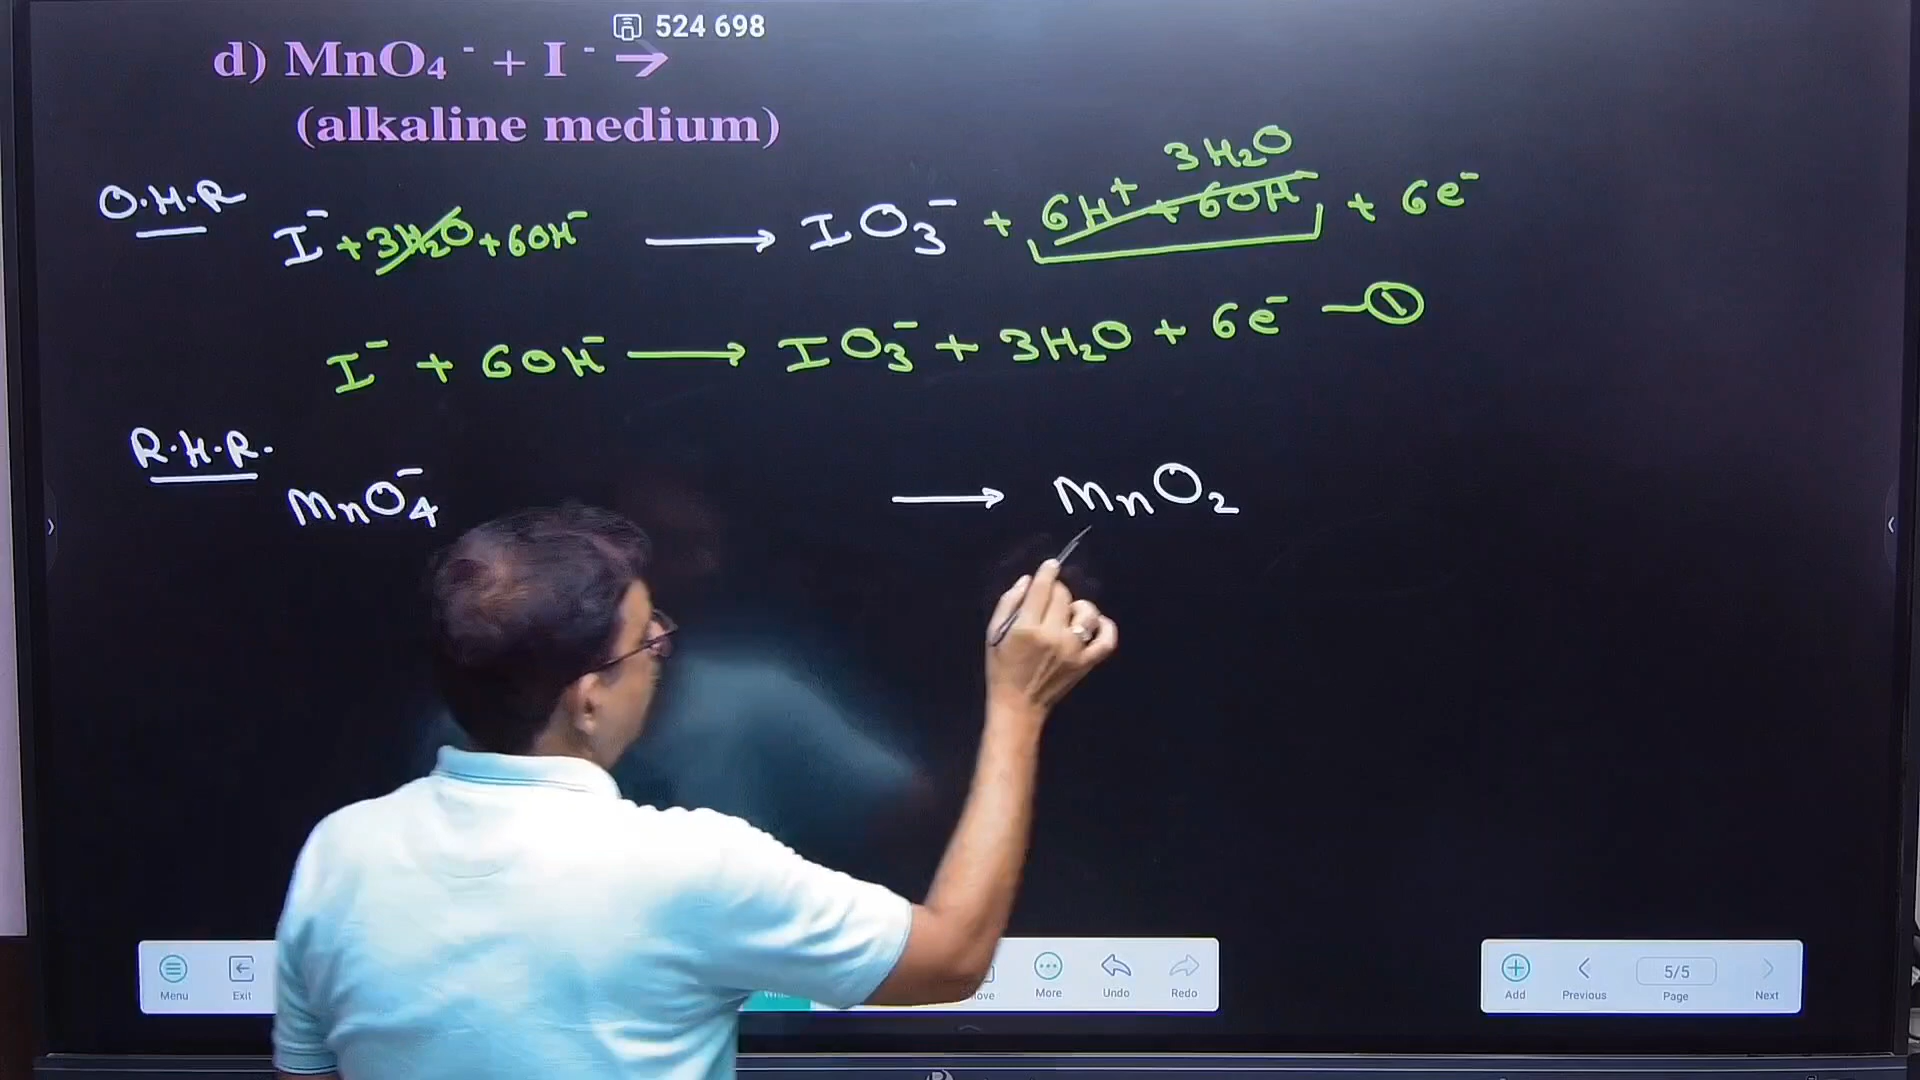 524 698
d) MnO₄⁻ + I⁻ →
(alkaline medium)
3H₂O
O.H.R I⁻ + 3H₂O + 6OH⁻ ⟶ IO₃⁻ + 6H⁺ + 6OH⁻ + 6e⁻
I⁻ + 6OH⁻ ⟶ IO₃⁻ + 3H₂O + 6e⁻ — ①
R.H.R.
MnO₄⁻ ⟶ MnO₂
Menu Exit More Undo Redo Add Previous 5/5 Page Next